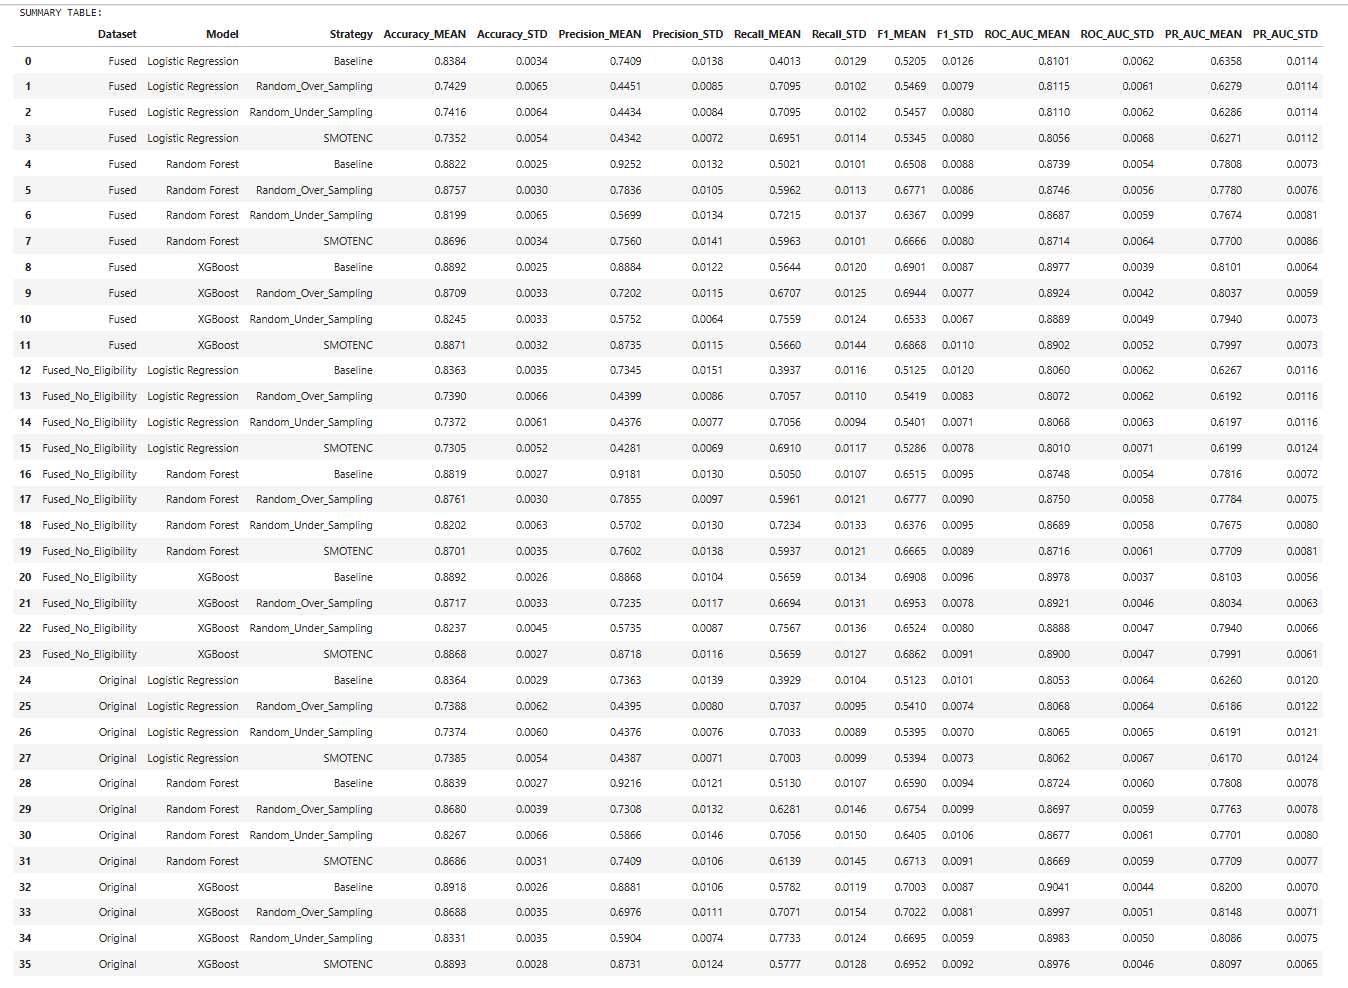 SUMMARY TABLE:
Dataset Model Strategy Accuracy_MEAN Accuracy_STD Precision_MEAN Precision_STD Recall_MEAN Recall_STD F1_MEAN F1_STD ROC_AUC_MEAN ROC_AUC_STD PR_AUC_MEAN PR_AUC_STD
0 Fused Logistic Regression Baseline 0.8384 0.0034 0.7409 0.0138 0.4013 0.0129 0.5205 0.0126 0.8101 0.0062 0.6358 0.0114
1 Fused Logistic Regression Random_Over_Sampling 0.7429 0.0065 0.4451 0.0085 0.7095 0.0102 0.5469 0.0079 0.8115 0.0061 0.6279 0.0114
2 Fused Logistic Regression Random_Under_Sampling 0.7416 0.0064 0.4434 0.0084 0.7095 0.0102 0.5457 0.0080 0.8110 0.0062 0.6286 0.0114
3 Fused Logistic Regression SMOTENC 0.7352 0.0054 0.4342 0.0072 0.6951 0.0114 0.5345 0.0080 0.8056 0.0068 0.6271 0.0112
4 Fused Random Forest Baseline 0.8822 0.0025 0.9252 0.0132 0.5021 0.0101 0.6508 0.0088 0.8739 0.0054 0.7808 0.0073
5 Fused Random Forest Random_Over_Sampling 0.8757 0.0030 0.7836 0.0105 0.5962 0.0113 0.6771 0.0086 0.8746 0.0056 0.7780 0.0076
6 Fused Random Forest Random_Under_Sampling 0.8199 0.0065 0.5699 0.0134 0.7215 0.0137 0.6367 0.0099 0.8687 0.0059 0.7674 0.0081
7 Fused Random Forest SMOTENC 0.8696 0.0034 0.7560 0.0141 0.5963 0.0101 0.6666 0.0080 0.8714 0.0064 0.7700 0.0086
8 Fused XGBoost Baseline 0.8892 0.0025 0.8884 0.0122 0.5644 0.0120 0.6901 0.0087 0.8977 0.0039 0.8101 0.0064
9 Fused XGBoost Random_Over_Sampling 0.8709 0.0033 0.7202 0.0115 0.6707 0.0125 0.6944 0.0077 0.8924 0.0042 0.8037 0.0059
10 Fused XGBoost Random_Under_Sampling 0.8245 0.0033 0.5752 0.0064 0.7559 0.0124 0.6533 0.0067 0.8889 0.0049 0.7940 0.0073
11 Fused XGBoost SMOTENC 0.8871 0.0032 0.8735 0.0115 0.5660 0.0144 0.6868 0.0110 0.8902 0.0052 0.7997 0.0073
12 Fused_No_Eligibility Logistic Regression Baseline 0.8363 0.0035 0.7345 0.0151 0.3937 0.0116 0.5125 0.0120 0.8060 0.0062 0.6267 0.0116
13 Fused_No_Eligibility Logistic Regression Random_Over_Sampling 0.7390 0.0066 0.4399 0.0086 0.7057 0.0110 0.5419 0.0083 0.8072 0.0062 0.6192 0.0116
14 Fused_No_Eligibility Logistic Regression Random_Under_Sampling 0.7372 0.0061 0.4376 0.0077 0.7056 0.0094 0.5401 0.0071 0.8068 0.0063 0.6197 0.0116
15 Fused_No_Eligibility Logistic Regression SMOTENC 0.7305 0.0052 0.4281 0.0069 0.6910 0.0117 0.5286 0.0078 0.8010 0.0071 0.6199 0.0124
16 Fused_No_Eligibility Random Forest Baseline 0.8819 0.0027 0.9181 0.0130 0.5050 0.0107 0.6515 0.0095 0.8748 0.0054 0.7816 0.0072
17 Fused_No_Eligibility Random Forest Random_Over_Sampling 0.8761 0.0030 0.7855 0.0097 0.5961 0.0121 0.6777 0.0090 0.8750 0.0058 0.7784 0.0075
18 Fused_No_Eligibility Random Forest Random_Under_Sampling 0.8202 0.0063 0.5702 0.0130 0.7234 0.0133 0.6376 0.0095 0.8689 0.0058 0.7675 0.0080
19 Fused_No_Eligibility Random Forest SMOTENC 0.8701 0.0035 0.7602 0.0138 0.5937 0.0121 0.6665 0.0089 0.8716 0.0061 0.7709 0.0081
20 Fused_No_Eligibility XGBoost Baseline 0.8892 0.0026 0.8868 0.0104 0.5659 0.0134 0.6908 0.0096 0.8978 0.0037 0.8103 0.0056
21 Fused_No_Eligibility XGBoost Random_Over_Sampling 0.8717 0.0033 0.7235 0.0117 0.6694 0.0131 0.6953 0.0078 0.8921 0.0046 0.8034 0.0063
22 Fused_No_Eligibility XGBoost Random_Under_Sampling 0.8237 0.0045 0.5735 0.0087 0.7567 0.0136 0.6524 0.0080 0.8888 0.0047 0.7940 0.0066
23 Fused_No_Eligibility XGBoost SMOTENC 0.8868 0.0027 0.8718 0.0116 0.5659 0.0127 0.6862 0.0091 0.8900 0.0047 0.7991 0.0061
24 Original Logistic Regression Baseline 0.8364 0.0029 0.7363 0.0139 0.3929 0.0104 0.5123 0.0101 0.8053 0.0064 0.6260 0.0120
25 Original Logistic Regression Random_Over_Sampling 0.7388 0.0062 0.4395 0.0080 0.7037 0.0095 0.5410 0.0074 0.8068 0.0064 0.6186 0.0122
26 Original Logistic Regression Random_Under_Sampling 0.7374 0.0060 0.4376 0.0076 0.7033 0.0089 0.5395 0.0070 0.8065 0.0065 0.6191 0.0121
27 Original Logistic Regression SMOTENC 0.7385 0.0054 0.4387 0.0071 0.7003 0.0099 0.5394 0.0073 0.8062 0.0067 0.6170 0.0124
28 Original Random Forest Baseline 0.8839 0.0027 0.9216 0.0121 0.5130 0.0107 0.6590 0.0094 0.8724 0.0060 0.7808 0.0078
29 Original Random Forest Random_Over_Sampling 0.8680 0.0039 0.7308 0.0132 0.6281 0.0146 0.6754 0.0099 0.8697 0.0059 0.7763 0.0078
30 Original Random Forest Random_Under_Sampling 0.8267 0.0066 0.5866 0.0146 0.7056 0.0150 0.6405 0.0106 0.8677 0.0061 0.7701 0.0080
31 Original Random Forest SMOTENC 0.8686 0.0031 0.7409 0.0106 0.6139 0.0145 0.6713 0.0091 0.8669 0.0059 0.7709 0.0077
32 Original XGBoost Baseline 0.8918 0.0026 0.8881 0.0106 0.5782 0.0119 0.7003 0.0087 0.9041 0.0044 0.8200 0.0070
33 Original XGBoost Random_Over_Sampling 0.8688 0.0035 0.6976 0.0111 0.7071 0.0154 0.7022 0.0081 0.8997 0.0051 0.8148 0.0071
34 Original XGBoost Random_Under_Sampling 0.8331 0.0035 0.5904 0.0074 0.7733 0.0124 0.6695 0.0059 0.8983 0.0050 0.8086 0.0075
35 Original XGBoost SMOTENC 0.8893 0.0028 0.8731 0.0124 0.5777 0.0128 0.6952 0.0092 0.8976 0.0046 0.8097 0.0065